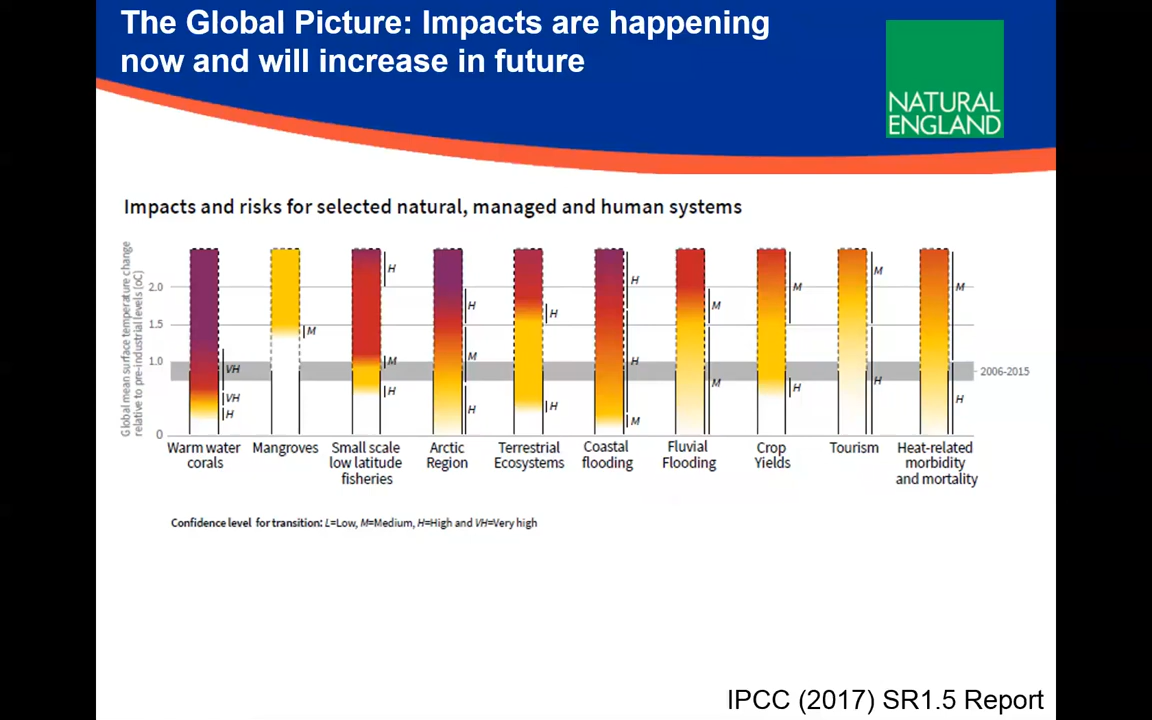 The Global Picture: Impacts are happening
now and will increase in future
NATURAL
ENGLAND
Impacts and risks for selected natural, managed and human systems
Global mean surface temperature change
relative to pre-industrial levels (oC)
2.0
1.5
1.0
0
2006-2015
VH
VH
H
M
H
M
H
H
M
H
H
H
H
H
M
M
M
M
H
M
H
M
H
Warm water
corals
Mangroves
Small scale
low latitude
fisheries
Arctic
Region
Terrestrial
Ecosystems
Coastal
flooding
Fluvial
Flooding
Crop
Yields
Tourism
Heat-related
morbidity
and mortality
Confidence level for transition: L=Low, M=Medium, H=High and VH=Very high
IPCC (2017) SR1.5 Report